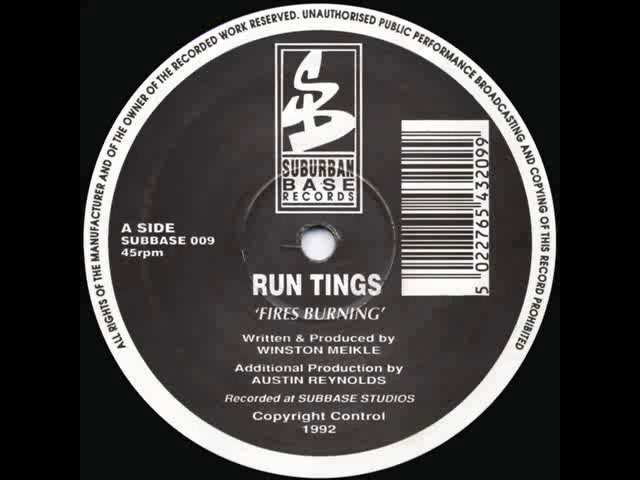 ALL RIGHTS OF THE MANUFACTURER AND OF THE OWNER OF THE RECORDED WORK RESERVED. UNAUTHORISED PUBLIC PERFORMANCE BROADCASTING AND COPYING OF THIS RECORD PROHIBITED
SB
SUBURBAN
BASE
RECORDS
A SIDE
SUBBASE 009
45rpm
5 022765 432099
RUN TINGS
'FIRES BURNING'
Written & Produced by
WINSTON MEIKLE
Additional Production by
AUSTIN REYNOLDS
Recorded at SUBBASE STUDIOS
Copyright Control
1992